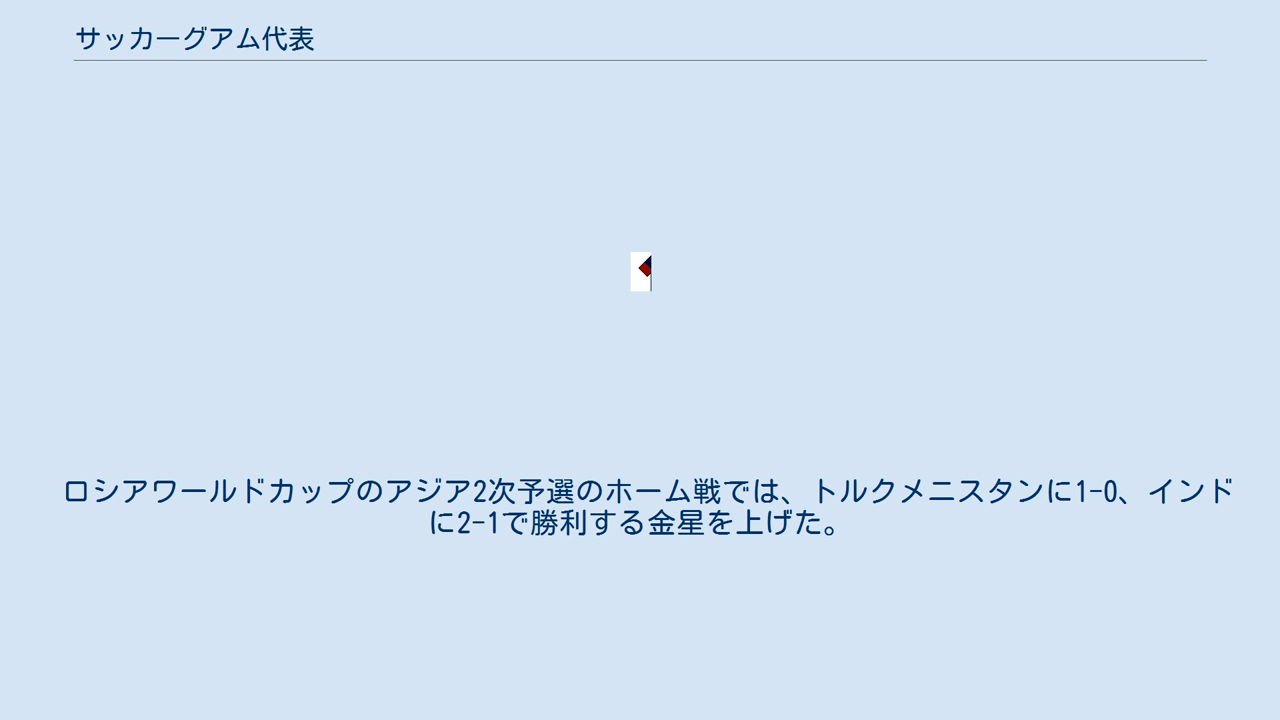 サッカーグアム代表
ロシアワールドカップのアジア2次予選のホーム戦では、トルクメニスタンに1-0、インド
に2-1で勝利する金星を上げた。